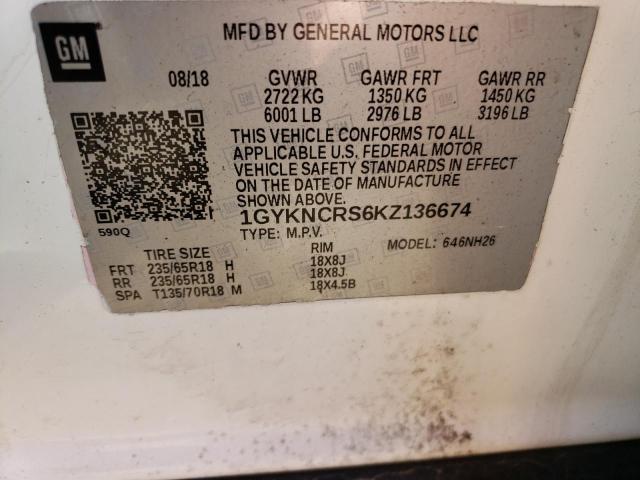 GM
MFD BY GENERAL MOTORS LLC
08/18 GVWR GAWR FRT GAWR RR
2722 KG 1350 KG 1450 KG
6001 LB 2976 LB 3196 LB
THIS VEHICLE CONFORMS TO ALL
APPLICABLE U.S. FEDERAL MOTOR
VEHICLE SAFETY STANDARDS IN EFFECT
ON THE DATE OF MANUFACTURE
SHOWN ABOVE.
1GYKNCRS6KZ136674
590Q
TYPE: M.P.V. MODEL: 646NH26
TIRE SIZE RIM
FRT 235/65R18 H 18X8J
RR 235/65R18 H 18X8J
SPA T135/70R18 M 18X4.5B